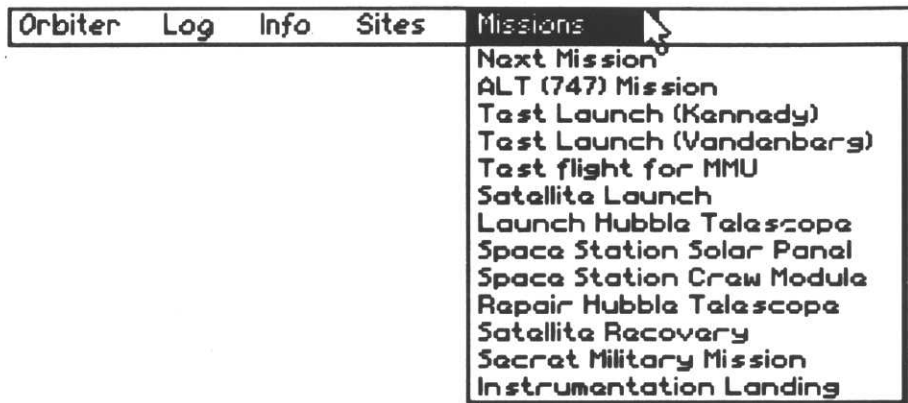 Orbiter Log Info Sites Missions
Next Mission
ALT (747) Mission
Test Launch (Kennedy)
Test Launch (Vandenberg)
Test flight for MMU
Satellite Launch
Launch Hubble Telescope
Space Station Solar Panel
Space Station Crew Module
Repair Hubble Telescope
Satellite Recovery
Secret Military Mission
Instrumentation Landing